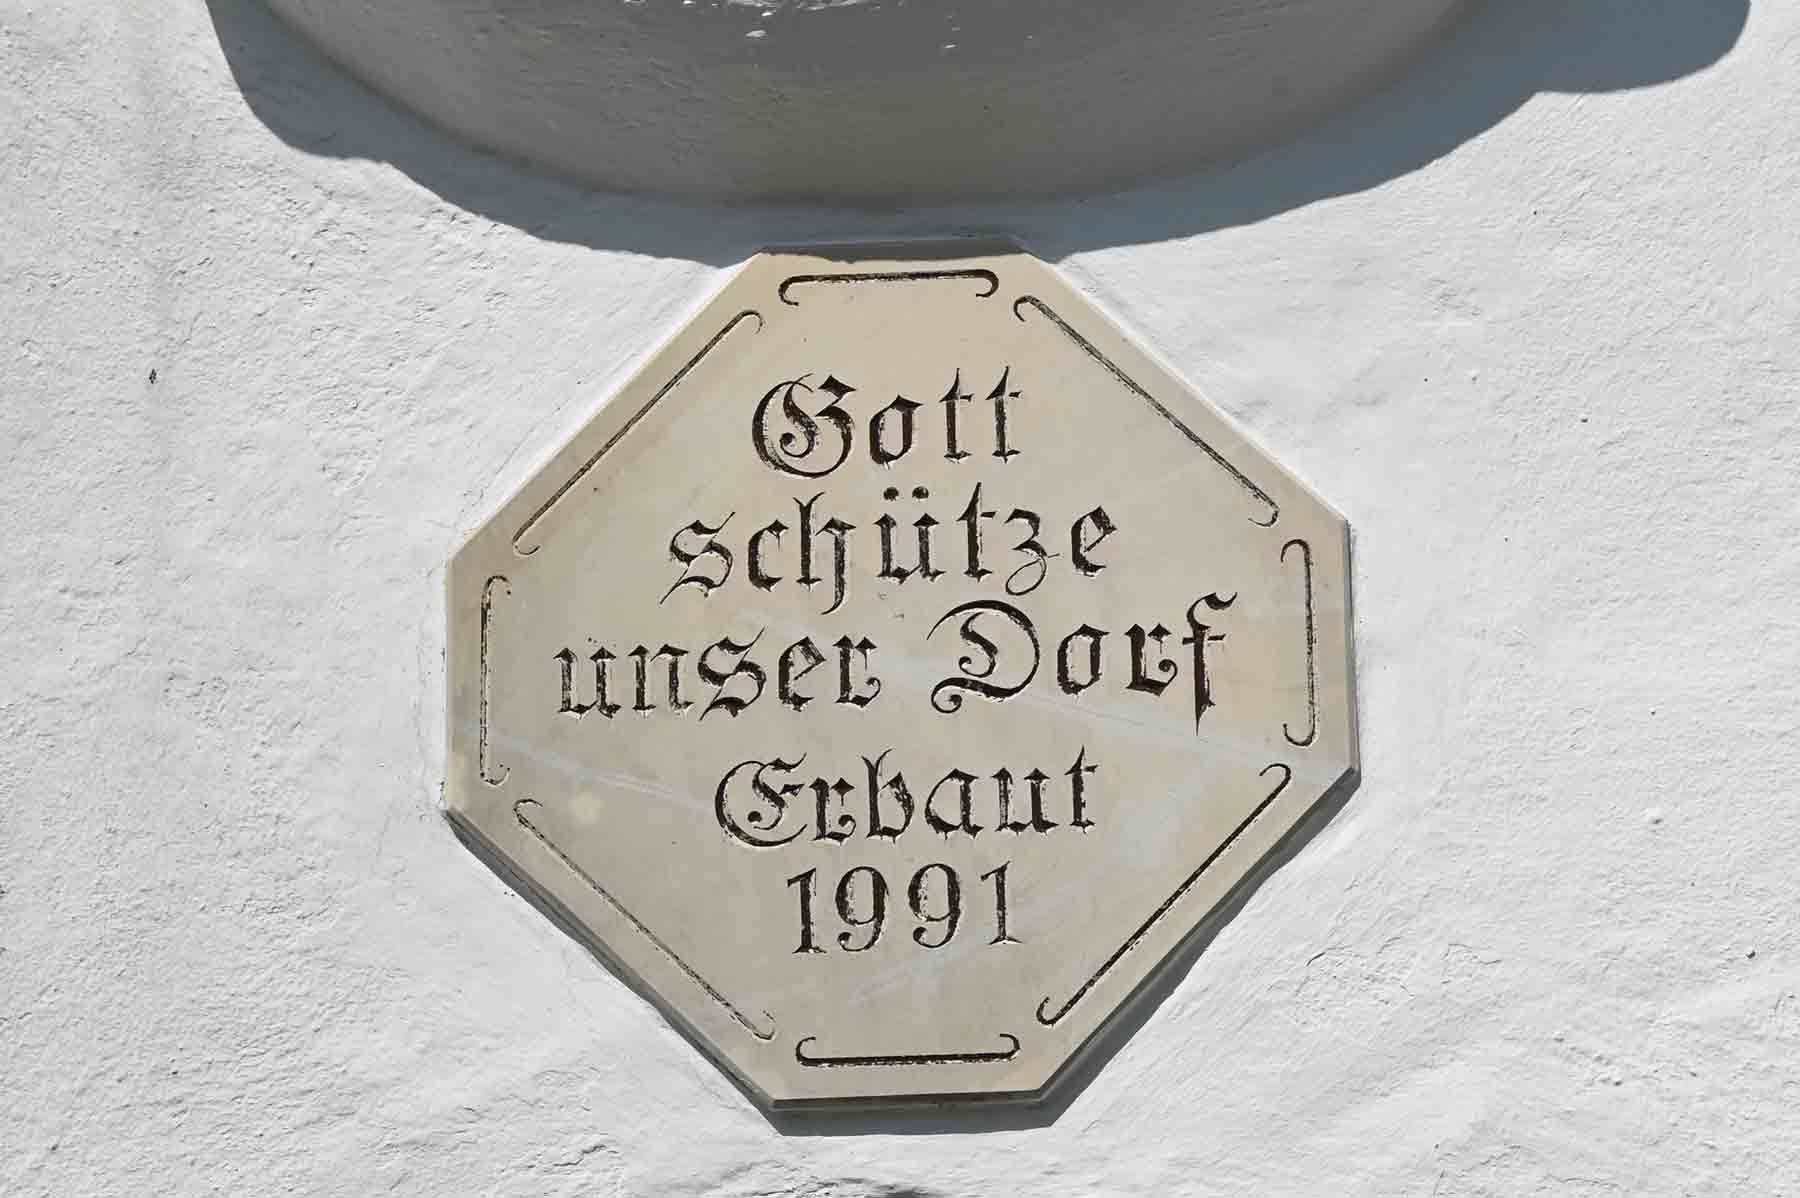 Gott
schütze
unser Dorf
Erbaut
1991